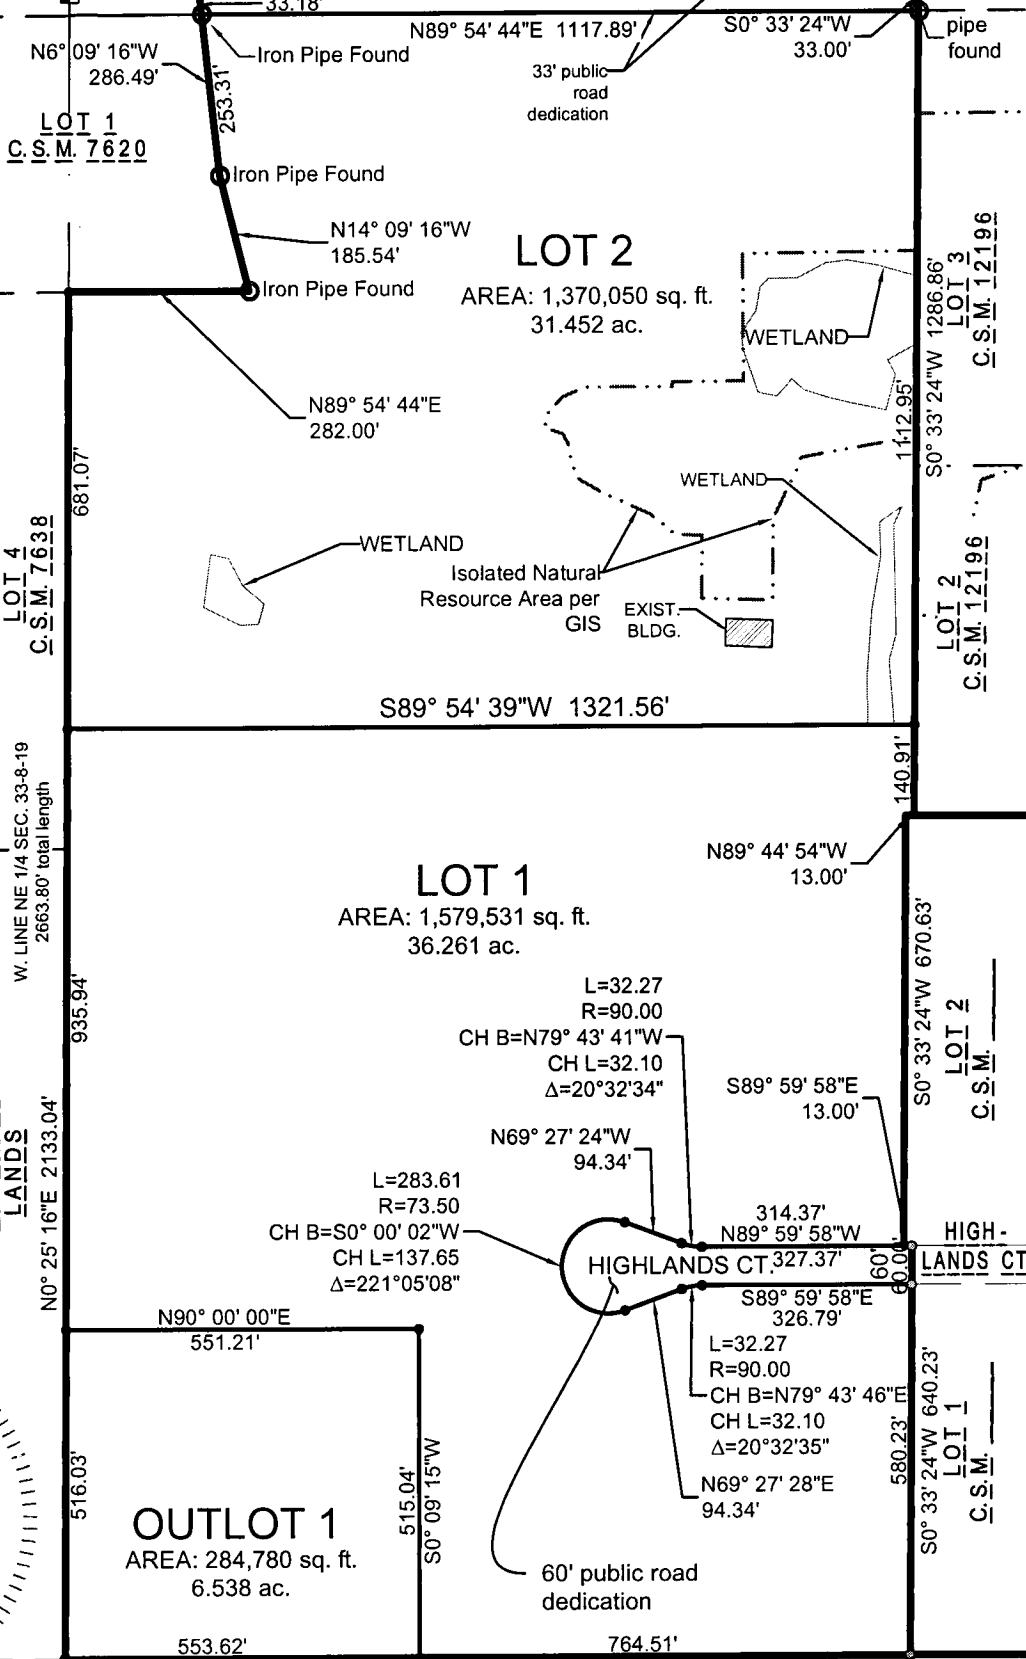 33.18'
N89° 54' 44"E 1117.89'
S0° 33' 24"W
33.00'
pipe
found
N6° 09' 16"W
286.49'
Iron Pipe Found
253.31'
33' public
road
dedication
LOT 1
C.S.M. 7620
Iron Pipe Found
N14° 09' 16"W
185.54'
Iron Pipe Found
LOT 2
AREA: 1,370,050 sq. ft.
31.452 ac.
WETLAND
LOT 3
C.S.M. 12196
S0° 33' 24"W 1286.86'
1112.95'
N89° 54' 44"E
282.00'
681.07'
WETLAND
LOT 4
C.S.M. 7638
WETLAND
Isolated Natural
Resource Area per
GIS
EXIST.
BLDG.
LOT 2
C.S.M. 12196
S89° 54' 39"W 1321.56'
140.91'
W. LINE NE 1/4 SEC. 33-8-19
2663.80' total length
N89° 44' 54"W
13.00'
LOT 1
AREA: 1,579,531 sq. ft.
36.261 ac.
935.94'
S0° 33' 24"W 670.63'
LOT 2
C.S.M.
L=32.27
R=90.00
CH B=N79° 43' 41"W
CH L=32.10
Δ=20°32'34"
S89° 59' 58"E
13.00'
N69° 27' 24"W
94.34'
LANDS
N0° 25' 16"E 2133.04'
L=283.61
R=73.50
CH B=S0° 00' 02"W
CH L=137.65
Δ=221°05'08"
314.37'
N89° 59' 58"W
327.37'
HIGHLANDS CT.
60'
60.00'
HIGH-
LANDS CT
S89° 59' 58"E
326.79'
N90° 00' 00"E
551.21'
L=32.27
R=90.00
CH B=N79° 43' 46"E
CH L=32.10
Δ=20°32'35"
N69° 27' 28"E
94.34'
580.23'
S0° 33' 24"W 640.23'
LOT 1
C.S.M.
516.03'
515.04'
S0° 09' 15"W
OUTLOT 1
AREA: 284,780 sq. ft.
6.538 ac.
60' public road
dedication
553.62'
764.51'